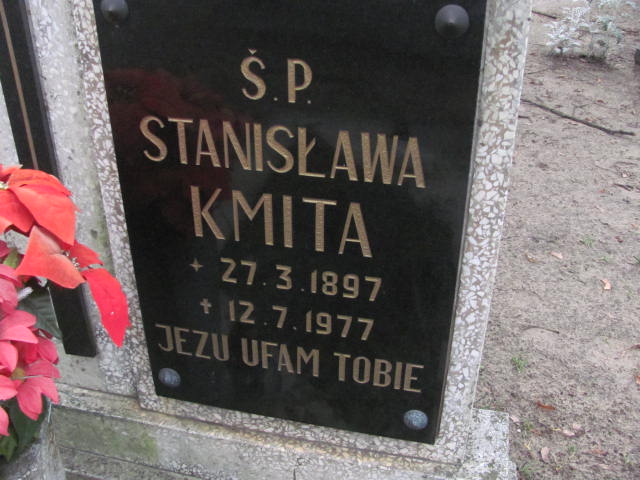 Ś.P.
STANISŁAWA
KMITA
+ 27.3.1897
† 12.7.1977
JEZU UFAM TOBIE